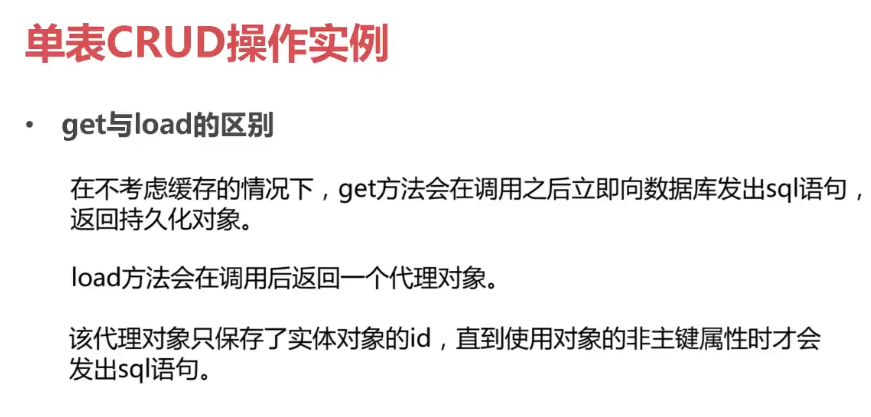 单表CRUD操作实例
• get与load的区别
在不考虑缓存的情况下，get方法会在调用之后立即向数据库发出sql语句，
返回持久化对象。
load方法会在调用后返回一个代理对象。
该代理对象只保存了实体对象的id，直到使用对象的非主键属性时才会
发出sql语句。